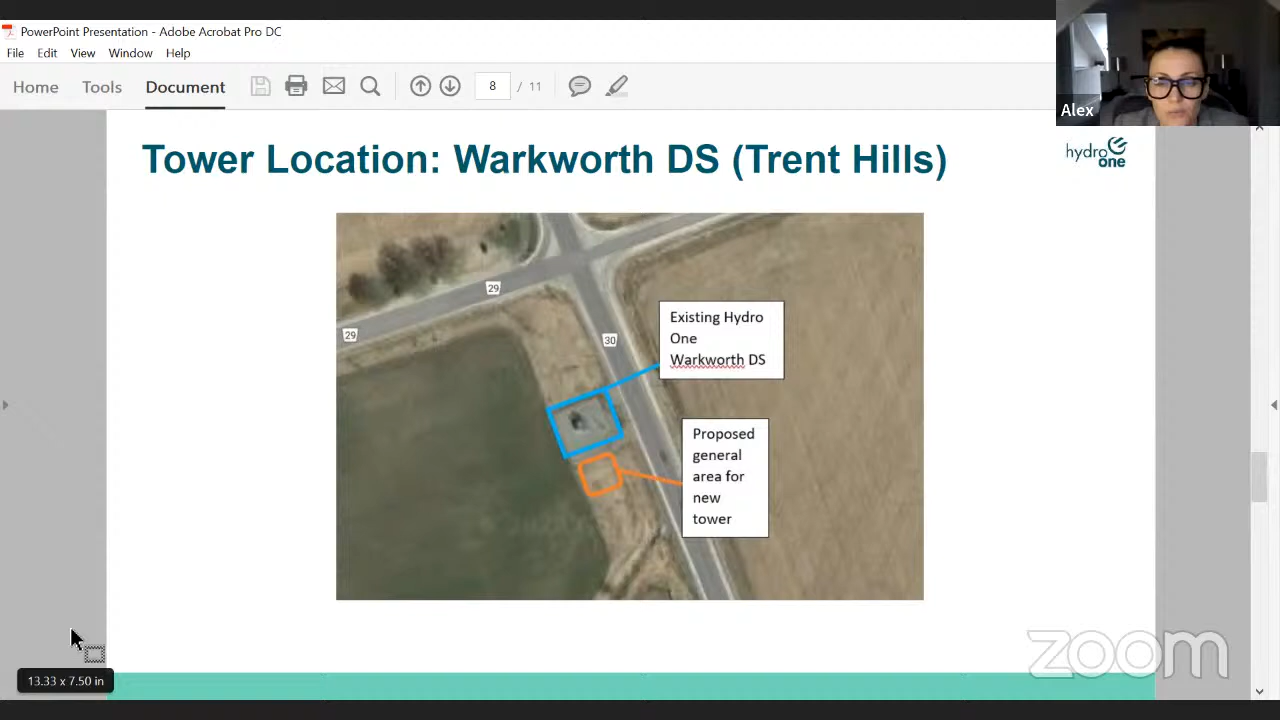 PowerPoint Presentation - Adobe Acrobat Pro DC
File Edit View Window Help
Home Tools Document 8 / 11
Alex
Tower Location: Warkworth DS (Trent Hills)
hydro
one
29
29
30
Existing Hydro
One
Warkworth DS
Proposed
general
area for
new
tower
zoom
13.33 x 7.50 in